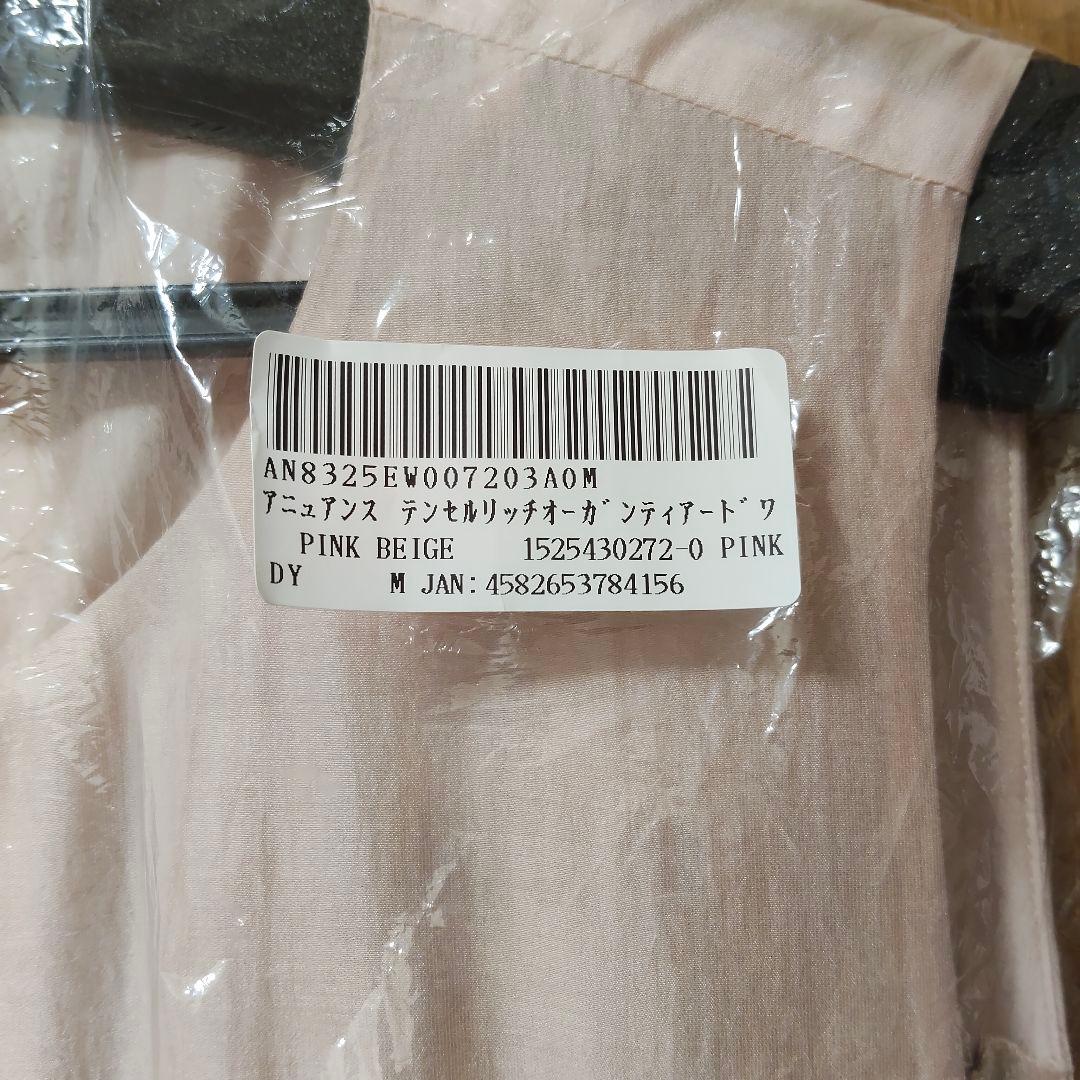 AN8325EW007203A0M
アニュアンス テンセルリッチオーガンティアードワ
PINK BEIGE 1525430272-0 PINK
DY M JAN:4582653784156